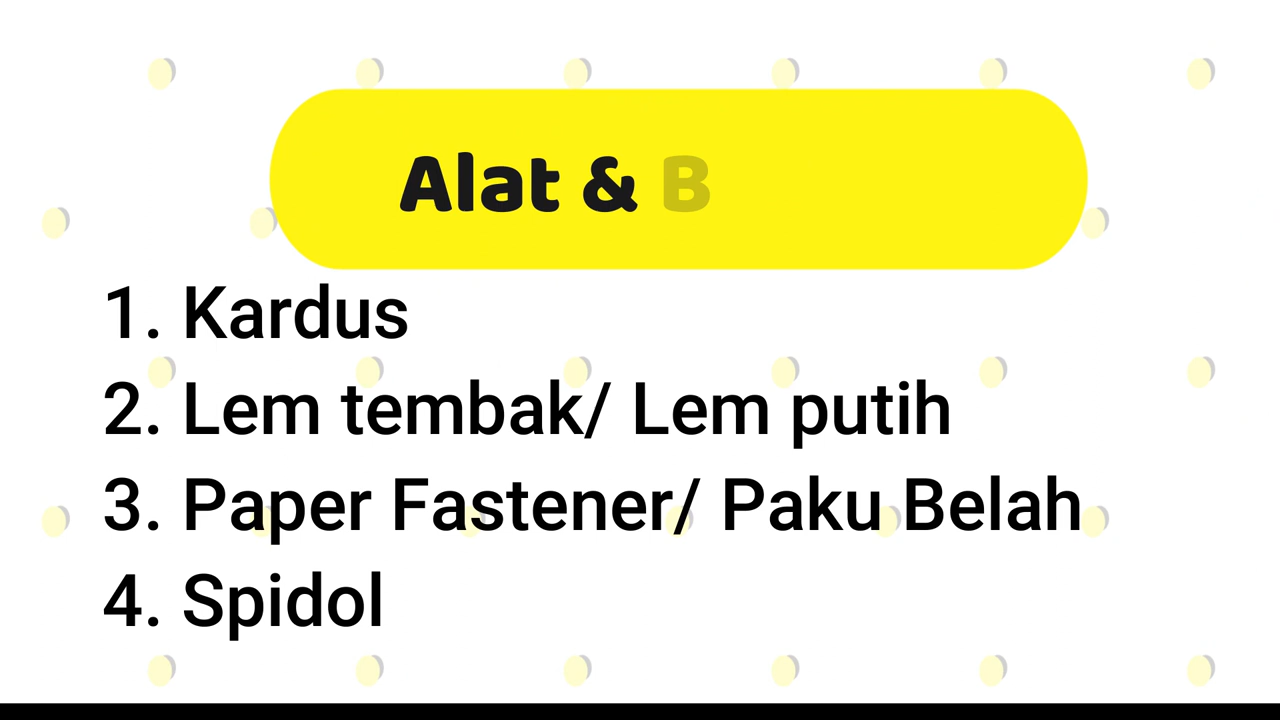 Alat & B
1. Kardus
2. Lem tembak/ Lem putih
3. Paper Fastener/ Paku Belah
4. Spidol